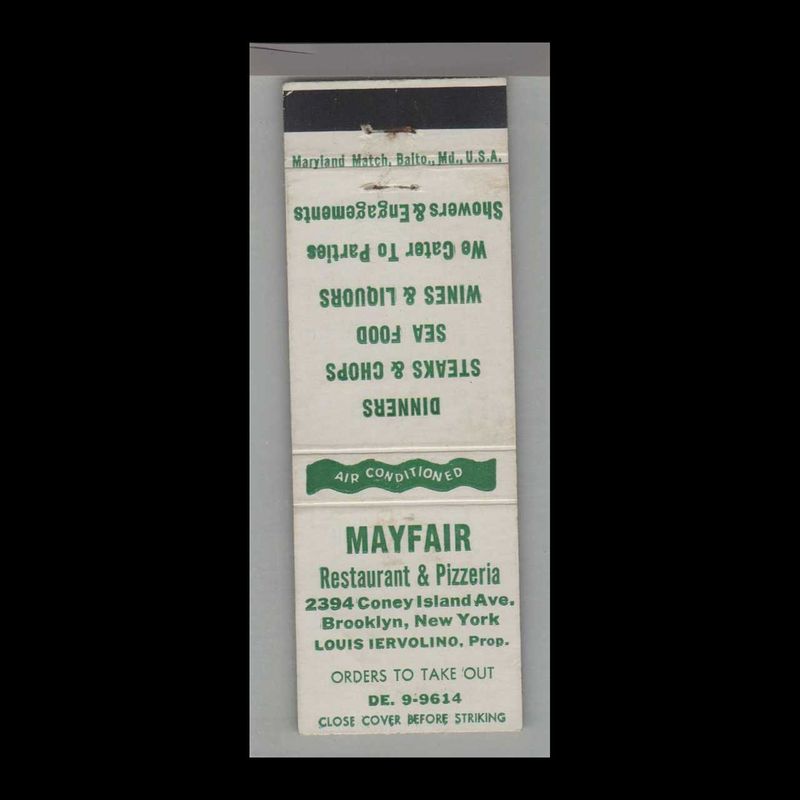 Maryland Match, Balto., Md., U.S.A.
DINNERS
STEAKS & CHOPS
SEA FOOD
WINES & LIQUORS
We Cater To Parties
Showers & Engagements
AIR CONDITIONED
MAYFAIR
Restaurant & Pizzeria
2394 Coney Island Ave.
Brooklyn, New York
LOUIS IERVOLINO, Prop.
ORDERS TO TAKE OUT
DE. 9-9614
CLOSE COVER BEFORE STRIKING